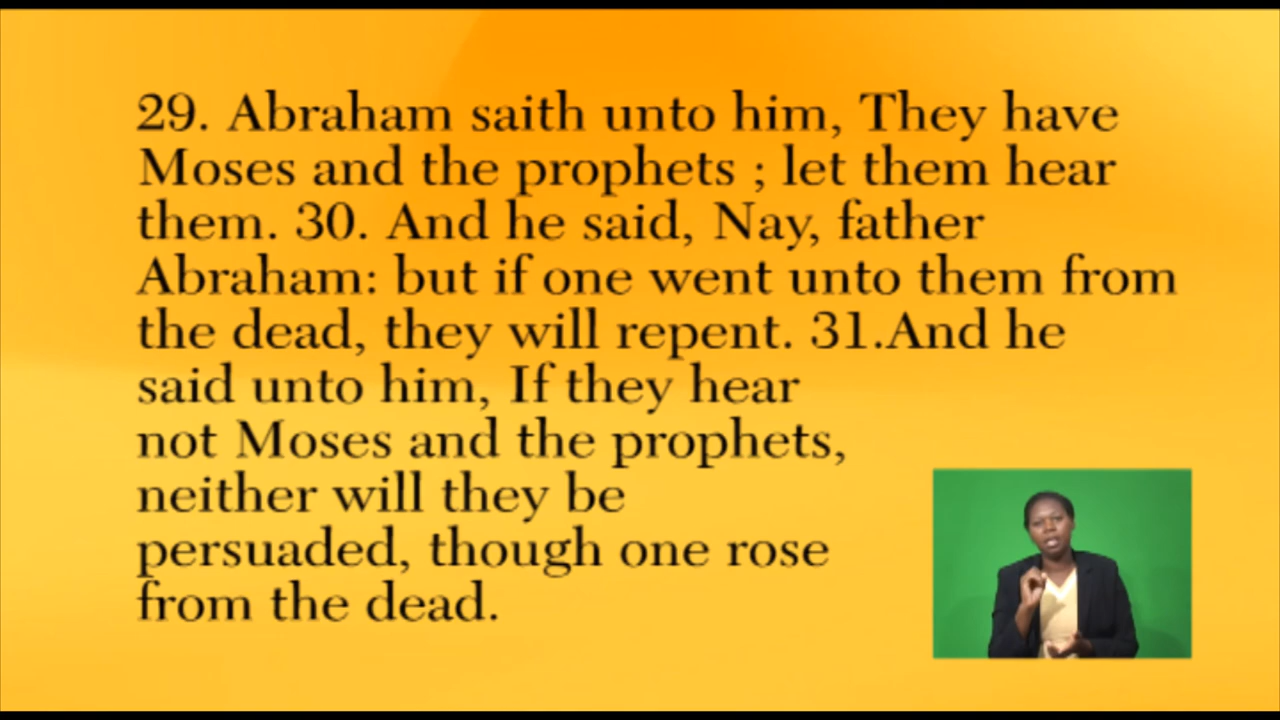 29. Abraham saith unto him, They have
Moses and the prophets ; let them hear
them. 30. And he said, Nay, father
Abraham: but if one went unto them from
the dead, they will repent. 31.And he
said unto him, If they hear
not Moses and the prophets,
neither will they be
persuaded, though one rose
from the dead.